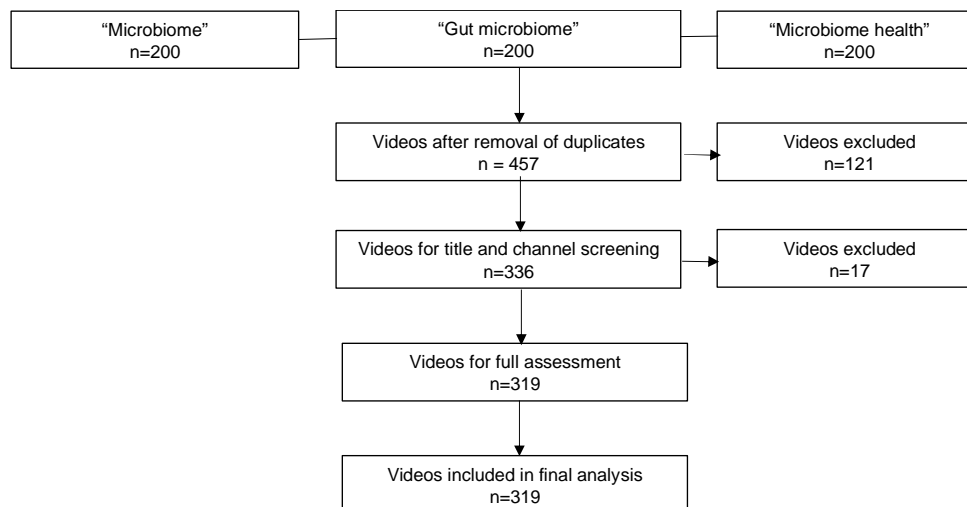 “Microbiome”
n=200
“Gut microbiome”
n=200
“Microbiome health”
n=200
Videos after removal of duplicates
n = 457
Videos excluded
n=121
Videos for title and channel screening
n=336
Videos excluded
n=17
Videos for full assessment
n=319
Videos included in final analysis
n=319